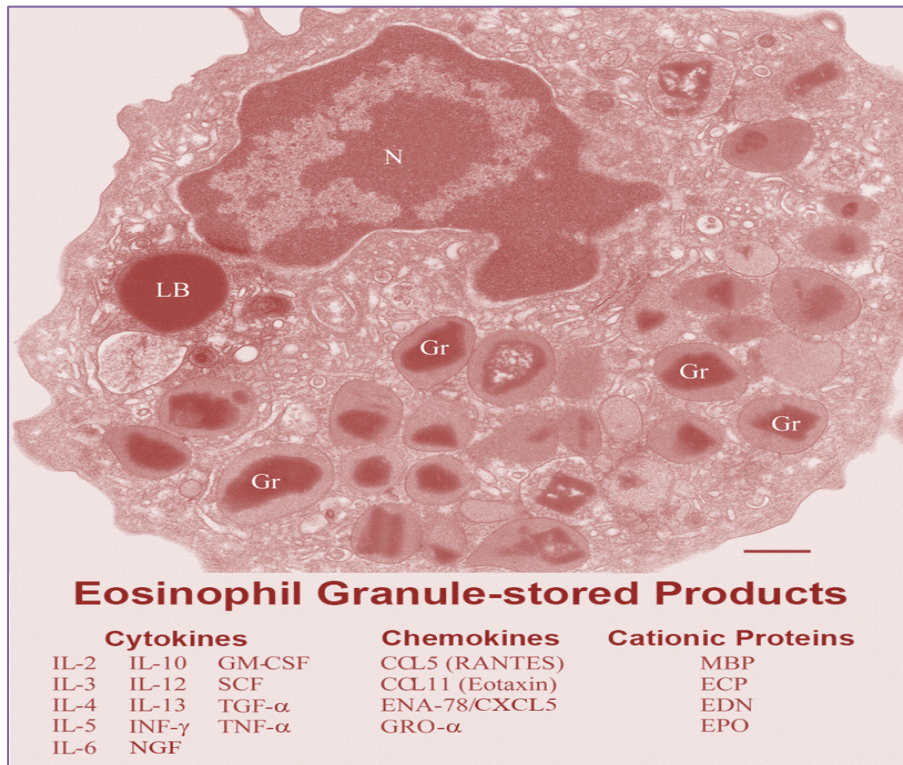 N
LB
Gr
Gr
Gr
Gr
Eosinophil Granule-stored Products
Cytokines
IL-2 IL-10 GM-CSF
IL-3 IL-12 SCF
IL-4 IL-13 TGF-α
IL-5 INF-γ TNF-α
IL-6 NGF
Chemokines
CCL5 (RANTES)
CCL11 (Eotaxin)
ENA-78/CXCL5
GRO-α
Cationic Proteins
MBP
ECP
EDN
EPO